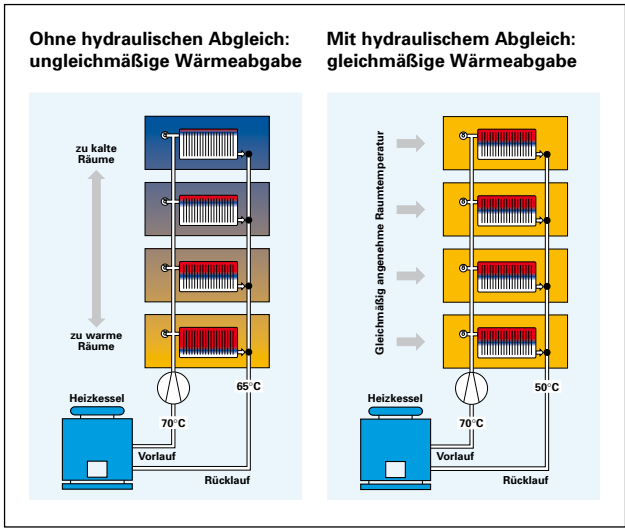 Ohne hydraulischen Abgleich:
ungleichmäßige Wärmeabgabe
zu kalte
Räume
zu warme
Räume
65°C
Heizkessel
70°C
Vorlauf
Rücklauf
Mit hydraulischem Abgleich:
gleichmäßige Wärmeabgabe
Gleichmäßig angenehme Raumtemperatur
50°C
Heizkessel
70°C
Vorlauf
Rücklauf